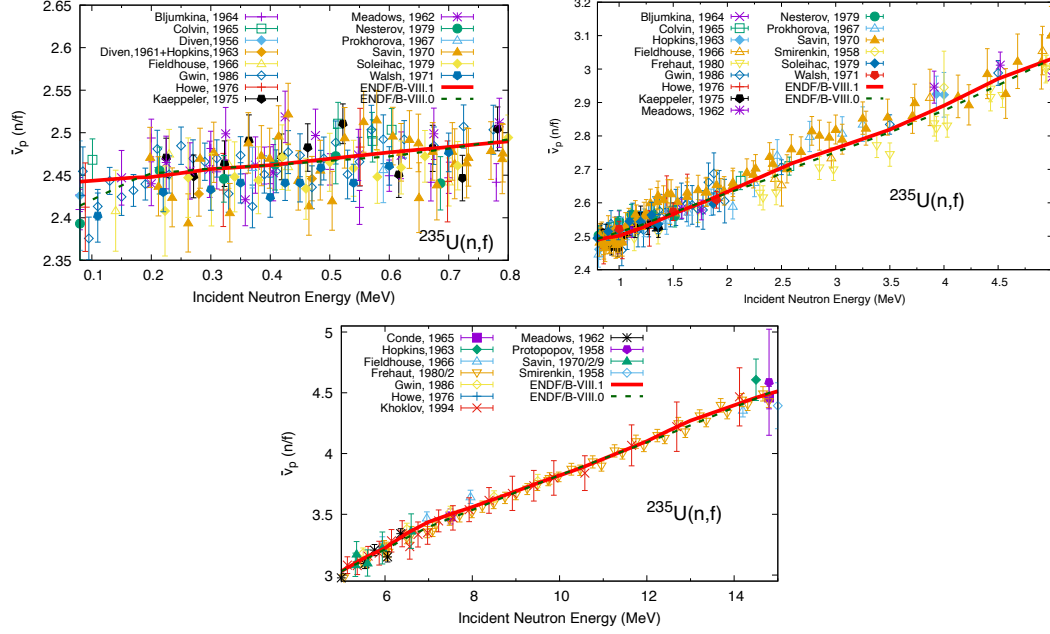 2.65
2.6
2.55
2.5
2.45
2.4
2.35
0.1 0.2 0.3 0.4 0.5 0.6 0.7 0.8
ν̄p (n/f)
Incident Neutron Energy (MeV)
Bljumkina, 1964
Colvin, 1965
Diven,1956
Diven,1961+Hopkins,1963
Fieldhouse, 1966
Gwin, 1986
Howe, 1976
Kaeppeler, 1975
Meadows, 1962
Nesterov, 1979
Prokhorova, 1967
Savin, 1970
Soleihac, 1979
Walsh, 1971
ENDF/B-VIII.1
ENDF/B-VIII.0
235U(n,f)
3.2
3.1
3
2.9
2.8
2.7
2.6
2.5
2.4
1 1.5 2 2.5 3 3.5 4 4.5
ν̄p (n/f)
Incident Neutron Energy (MeV)
Bljumkina, 1964
Colvin, 1965
Hopkins,1963
Fieldhouse, 1966
Frehaut, 1980
Gwin, 1986
Howe, 1976
Kaeppeler, 1975
Meadows, 1962
Nesterov, 1979
Prokhorova, 1967
Savin, 1970
Smirenkin, 1958
Soleihac, 1979
Walsh, 1971
ENDF/B-VIII.1
ENDF/B-VIII.0
235U(n,f)
5
4.5
4
3.5
3
6 8 10 12 14
ν̄p (n/f)
Incident Neutron Energy (MeV)
Conde, 1965
Hopkins,1963
Fieldhouse, 1966
Frehaut, 1980/2
Gwin, 1986
Howe, 1976
Khoklov, 1994
Meadows, 1962
Protopopov, 1958
Savin, 1970/2/9
Smirenkin, 1958
ENDF/B-VIII.1
ENDF/B-VIII.0
235U(n,f)